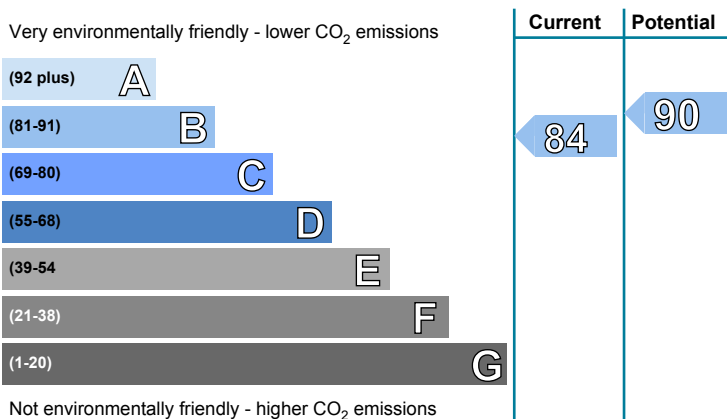 Very environmentally friendly - lower CO2 emissions
Current
Potential
(92 plus) A
(81-91) B
(69-80) C
(55-68) D
(39-54 E
(21-38) F
(1-20) G
84
90
Not environmentally friendly - higher CO2 emissions